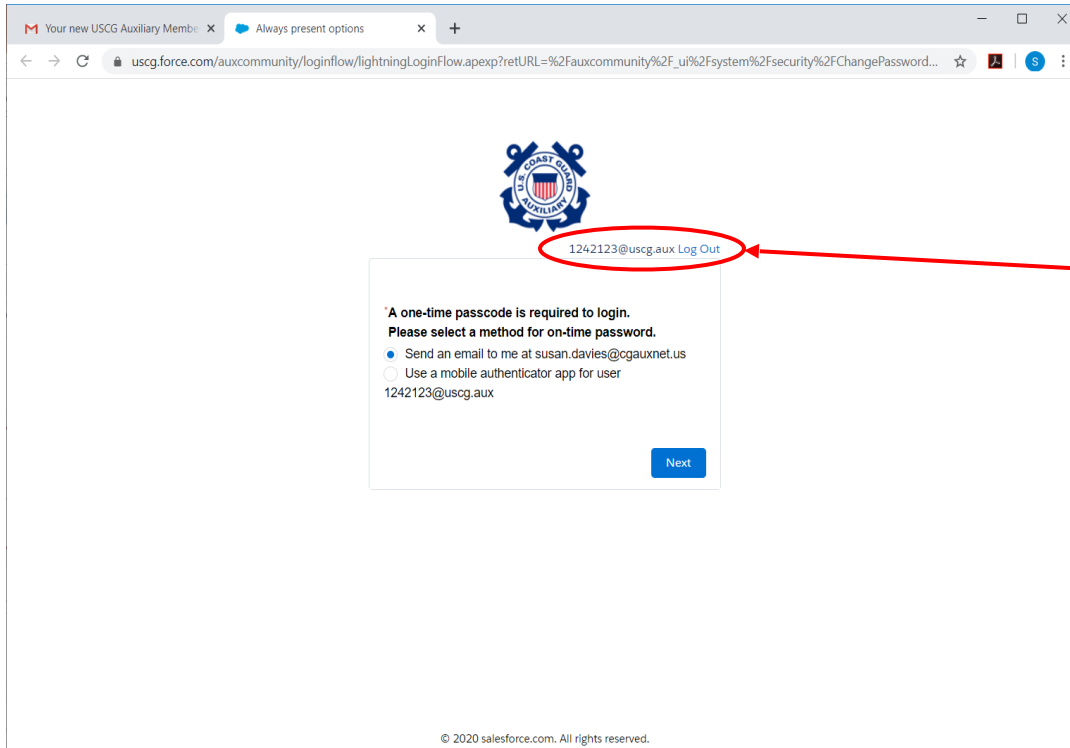 Your new USCG Auxiliary Membe
Always present options
uscg.force.com/auxcommunity/loginflow/lightningLoginFlow.apexp?retURL=%2Fauxcommunity%2F_ui%2Fsystem%2Fsecurity%2FChangePassword...
S
U.S. COAST GUARD
AUXILIARY
1242123@uscg.aux Log Out
*A one-time passcode is required to login.
Please select a method for on-time password.
Send an email to me at susan.davies@cgauxnet.us
Use a mobile authenticator app for user
1242123@uscg.aux
Next
© 2020 salesforce.com. All rights reserved.